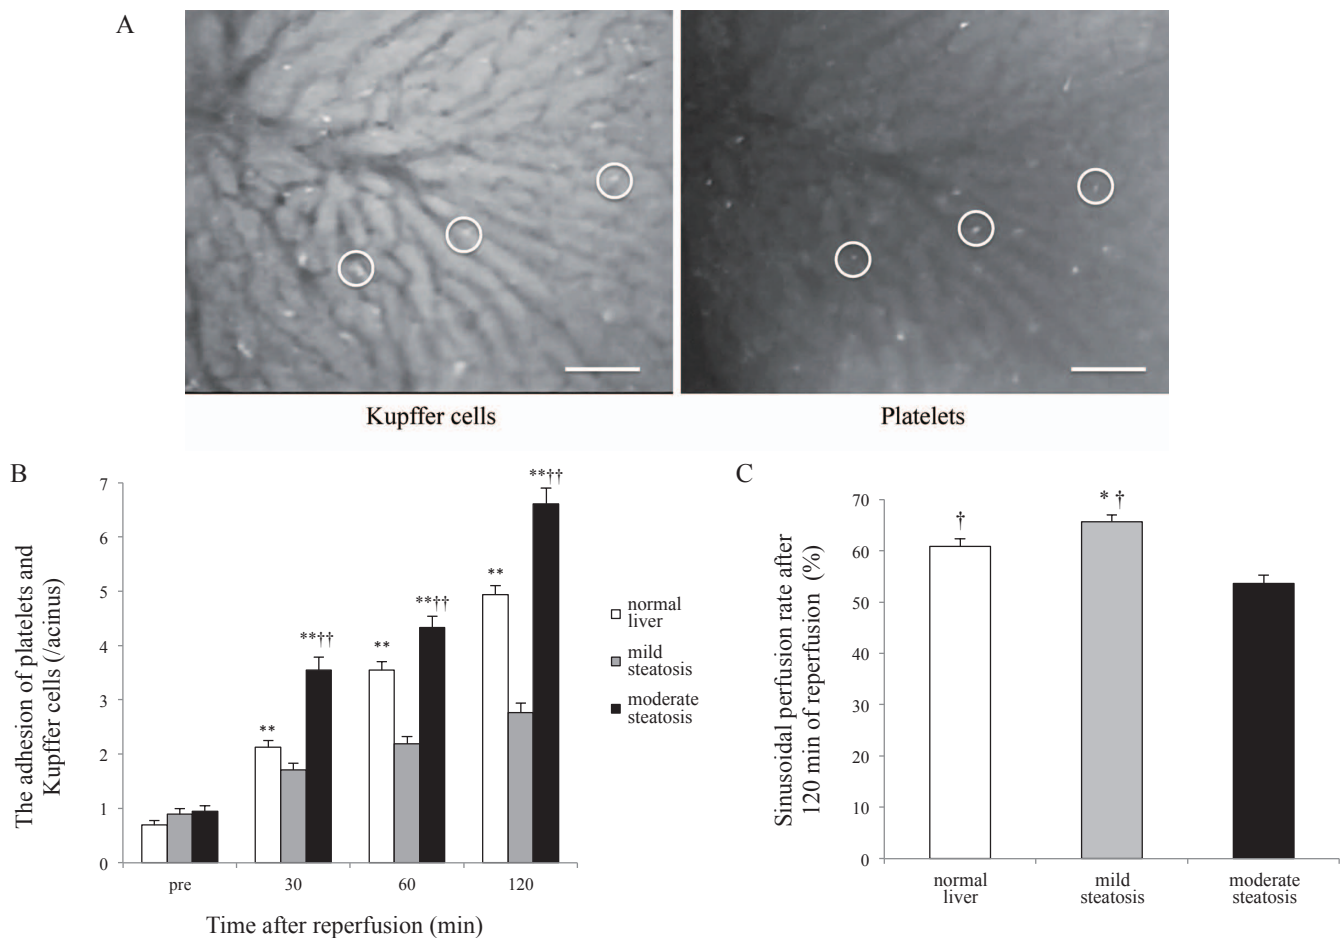 A
Kupffer cells
Platelets
B
The adhesion of platelets and
Kupffer cells (/acinus)
7
6
5
4
3
2
1
0
**
**††
**
**††
**
**††
pre
30
60
120
Time after reperfusion (min)
normal
liver
mild
steatosis
moderate
steatosis
C
Sinusoidal perfusion rate after
120 min of reperfusion (%)
70
60
50
40
30
20
10
0
†
* †
normal
liver
mild
steatosis
moderate
steatosis